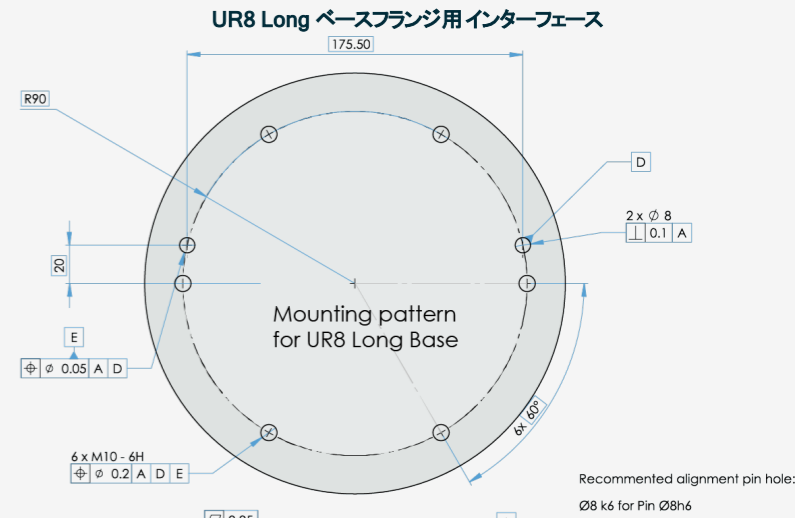 UR8 Long ベースフランジ用 インターフェース
175.50
R90
D
2 x ⌀ 8
⟂ 0.1 A
20
Mounting pattern
for UR8 Long Base
E
⌖ ⌀ 0.05 A D
6x 60°
6 x M10 - 6H
⌖ ⌀ 0.2 A D E
Recommented alignment pin hole:
Ø8 k6 for Pin Ø8h6